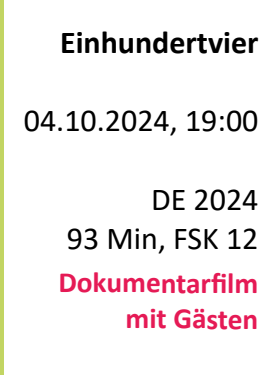 Einhundertvier
04.10.2024, 19:00
DE 2024
93 Min, FSK 12
Dokumentarfilm
mit Gästen